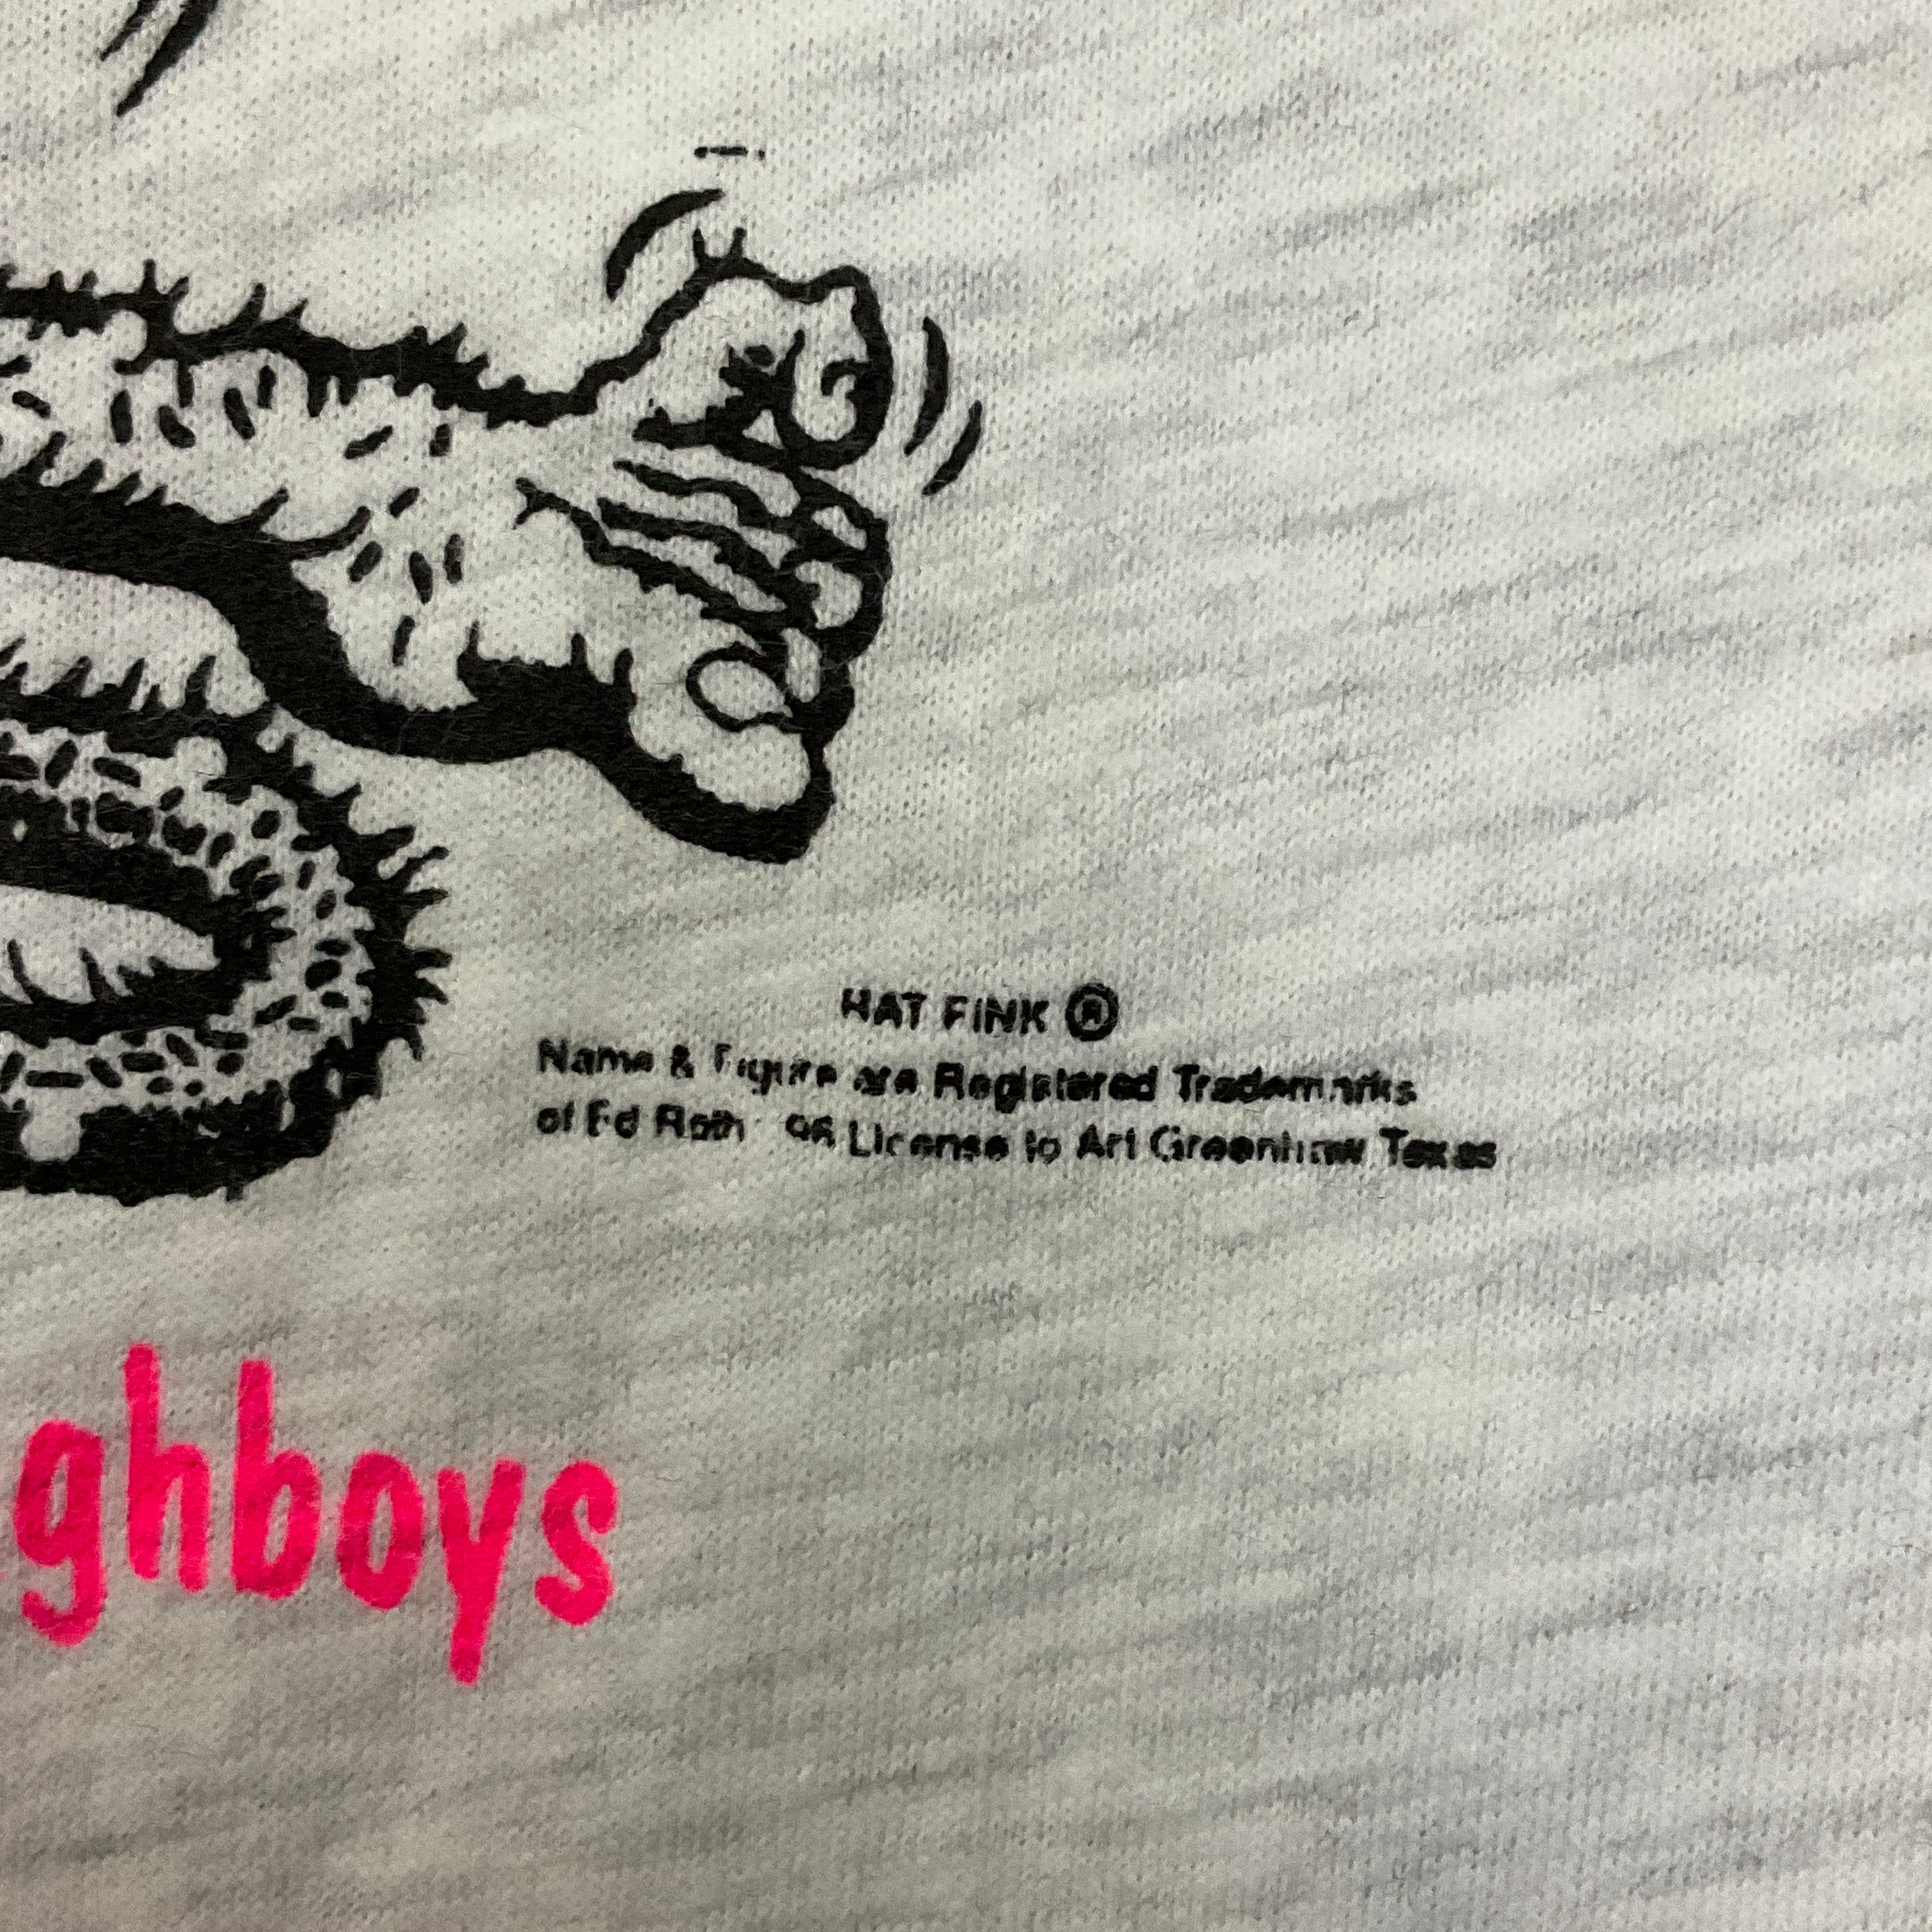 RAT FINK ®
Name & Figure are Registered Trademarks
of Ed Roth '96 License to Art Greenhaw Texas
ghboys